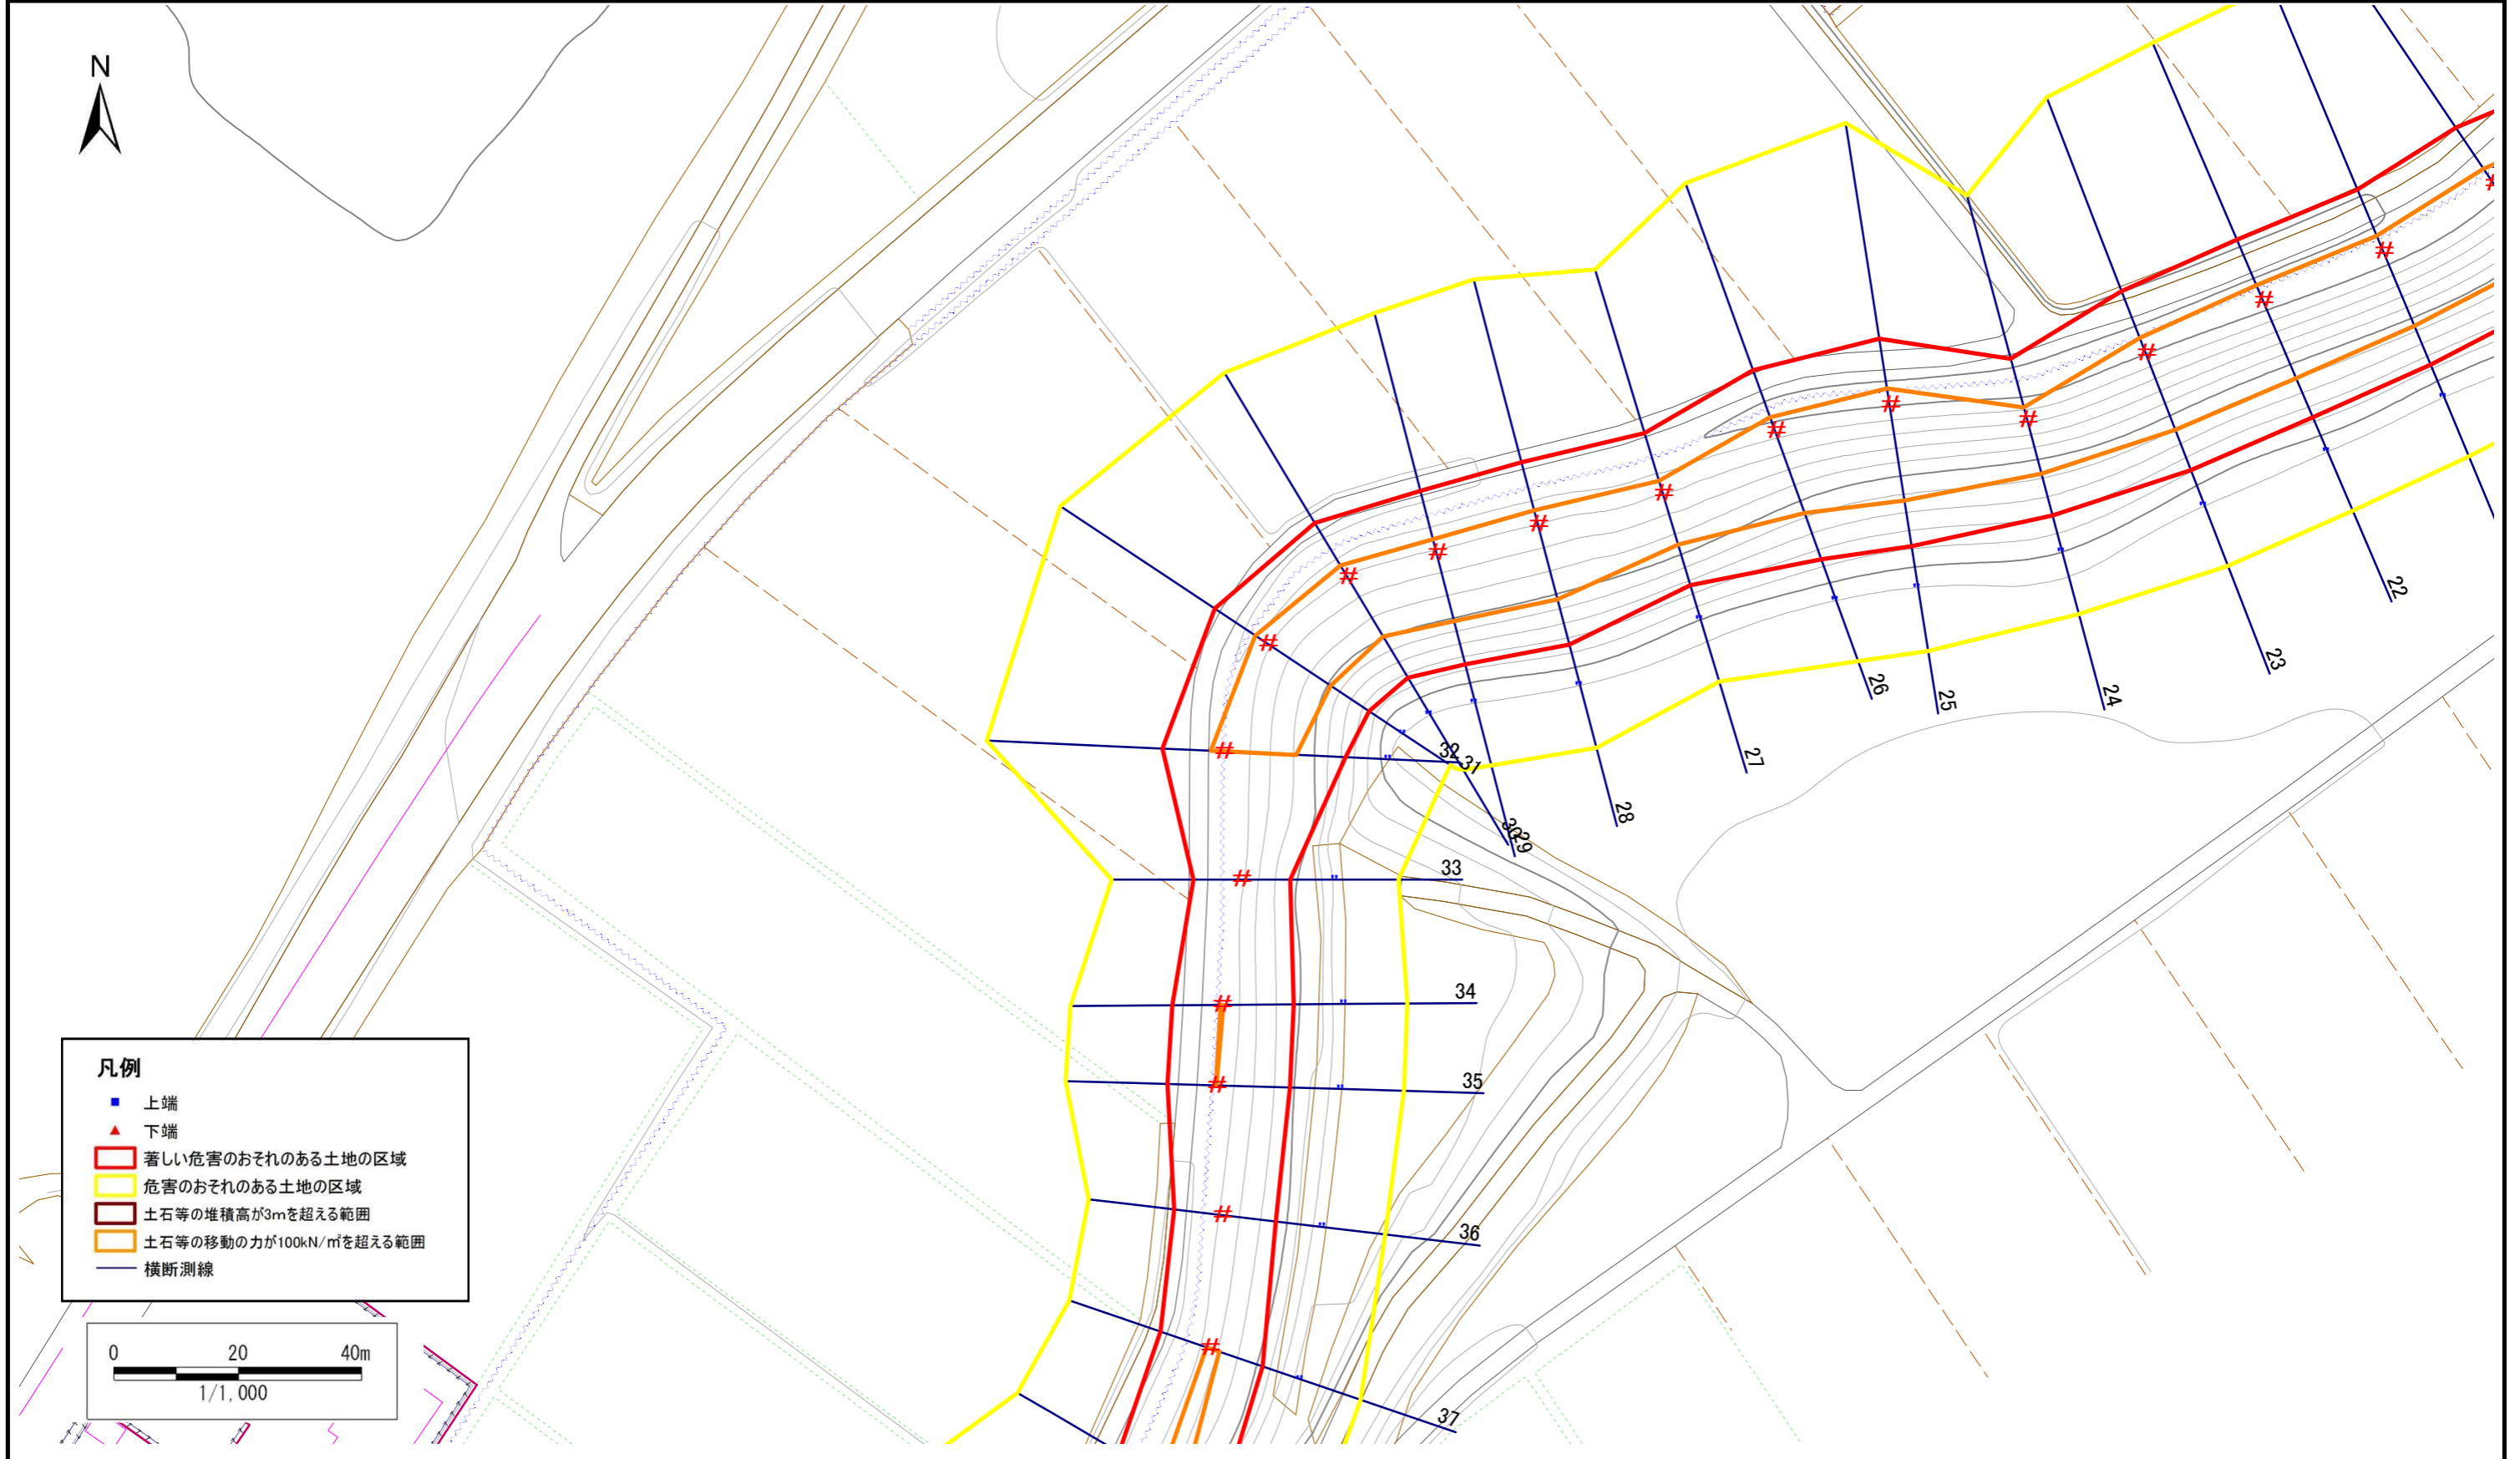 N
22
23
24
25
26
27
28
29
30
31
32
33
34
35
36
37
凡例
上端
下端
著しい危害のおそれのある土地の区域
危害のおそれのある土地の区域
土石等の堆積高が3mを超える範囲
土石等の移動の力が100kN/㎡を超える範囲
横断測線
0 20 40m
1/1,000